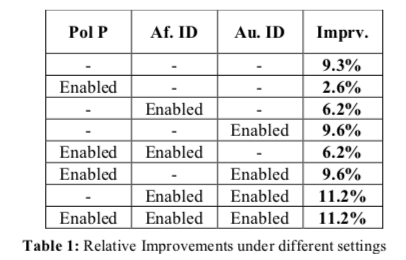 Pol P Af. ID Au. ID Imprv.
- - - 9.3%
Enabled - - 2.6%
- Enabled - 6.2%
- - Enabled 9.6%
Enabled Enabled - 6.2%
Enabled - Enabled 9.6%
- Enabled Enabled 11.2%
Enabled Enabled Enabled 11.2%
Table 1: Relative Improvements under different settings